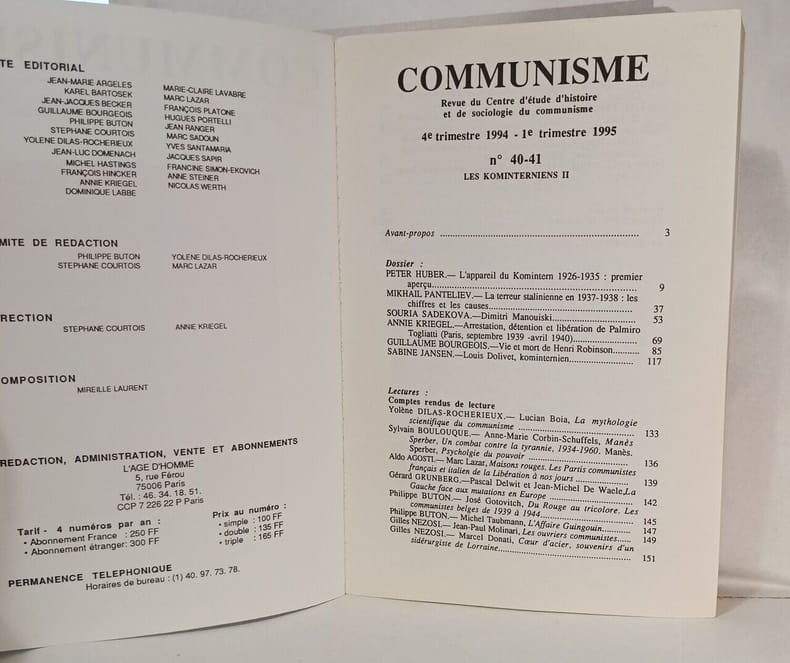 TE EDITORIAL
JEAN-MARIE ARGELES
KAREL BARTOSEK
JEAN-JACQUES BECKER
GUILLAUME BOURGEOIS
PHILIPPE BUTON
STEPHANE COURTOIS
YOLENE DILAS-ROCHERIEUX
JEAN-LUC DOMENACH
MICHEL HASTINGS
FRANÇOIS HINCKER
ANNIE KRIEGEL
DOMINIQUE LABBE
MARIE-CLAIRE LAVABRE
MARC LAZAR
FRANÇOIS PLATONE
HUGUES PORTELLI
JEAN RANGER
MARC SADOUN
YVES SANTAMARIA
JACQUES SAPIR
FRANCINE SIMON-EKOVICH
ANNE STEINER
NICOLAS WERTH
MITE DE REDACTION
PHILIPPE BUTON
STEPHANE COURTOIS
YOLENE DILAS-ROCHERIEUX
MARC LAZAR
RECTION
STEPHANE COURTOIS ANNIE KRIEGEL
OMPOSITION
MIREILLE LAURENT
REDACTION, ADMINISTRATION, VENTE ET ABONNEMENTS
L'AGE D'HOMME
5, rue Férou
75006 Paris
Tél. : 46. 34. 18. 51.
CCP 7 226 22 P Paris
Tarif - 4 numéros par an :
• Abonnement France : 250 FF
• Abonnement étranger: 300 FF
Prix au numéro :
• simple : 100 FF
• double : 135 FF
• triple : 165 FF
PERMANENCE TELEPHONIQUE
Horaires de bureau : (1) 40. 97. 73. 78.
COMMUNISME
Revue du Centre d'étude d'histoire
et de sociologie du communisme
4e trimestre 1994 - 1e trimestre 1995
n° 40-41
LES KOMINTERNIENS II
Avant-propos ........ 3
Dossier :
PETER HUBER.— L'appareil du Komintern 1926-1935 : premier
aperçu........ 9
MIKHAIL PANTELIEV.— La terreur stalinienne en 1937-1938 : les
chiffres et les causes........ 37
SOURIA SADEKOVA.—Dimitri Manouiski........ 53
ANNIE KRIEGEL.—Arrestation, détention et libération de Palmiro
Togliatti (Paris, septembre 1939 -avril 1940)........ 69
GUILLAUME BOURGEOIS.—Vie et mort de Henri Robinson........ 85
SABINE JANSEN.—Louis Dolivet, kominternien........ 117
Lectures :
Comptes rendus de lecture
Yolène DILAS-ROCHERIEUX.— Lucian Boia, La mythologie
scientifique du communisme ........ 133
Sylvain BOULOUQUE.— Anne-Marie Corbin-Schuffels, Manès
Sperber, Un combat contre la tyrannie, 1934-1960. Manès.
Sperber, Psycholgie du pouvoir ........ 136
Aldo AGOSTI.— Marc Lazar, Maisons rouges. Les Partis communistes
français et italien de la Libération à nos jours ........ 139
Gérard GRUNBERG.—Pascal Delwit et Jean-Michel De Waele,La
Gauche face aux mutations en Europe ........ 142
Philippe BUTON.— José Gotovitch, Du Rouge au tricolore. Les
communistes belges de 1939 à 1944........ 145
Philippe BUTON.— Michel Taubmann, L'Affaire Guingouin........ 147
Gilles NEZOSI.— Jean-Paul Molinari, Les ouvriers communistes...... 149
Gilles NEZOSI.— Marcel Donati, Cœur d'acier, souvenirs d'un
sidérurgiste de Lorraine........ 151